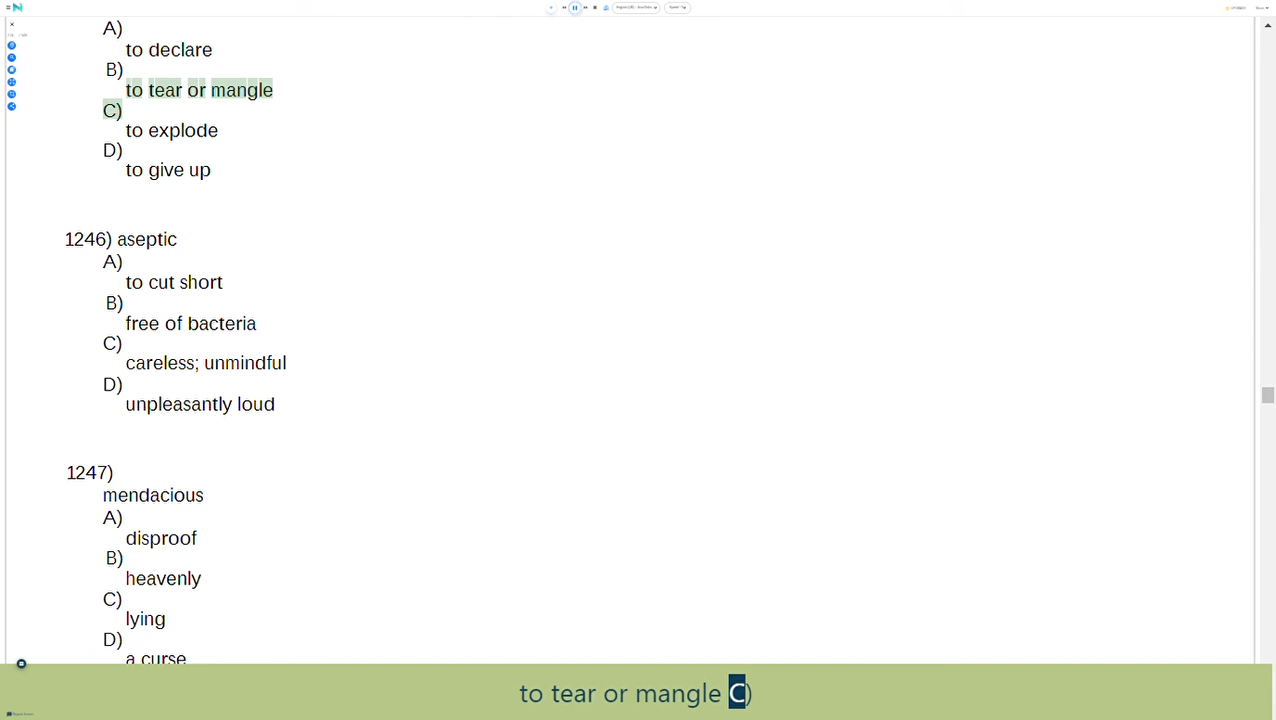 A)
to declare
B)
to tear or mangle
C)
to explode
D)
to give up
1246) aseptic
A)
to cut short
B)
free of bacteria
C)
careless; unmindful
D)
unpleasantly loud
1247)
mendacious
A)
disproof
B)
heavenly
C)
lying
D)
a curse
to tear or mangle C)